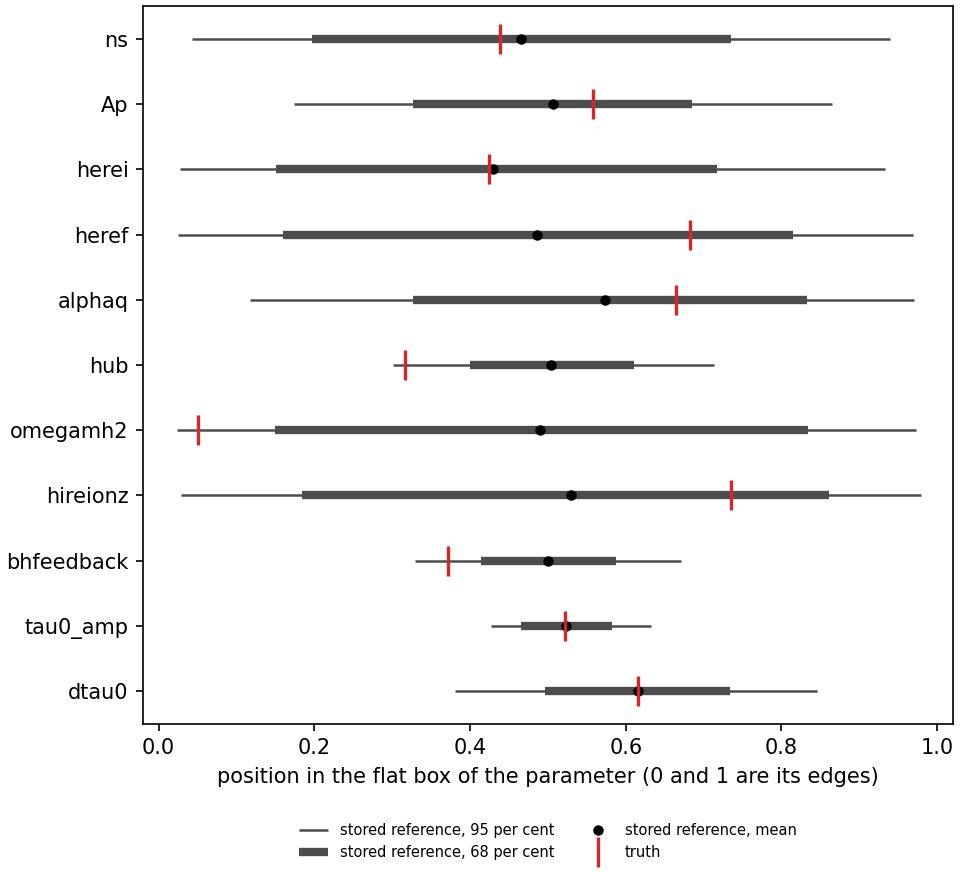 ns
Ap
herei
heref
alphaq
hub
omegamh2
hireionz
bhfeedback
tau0_amp
dtau0
0.0 0.2 0.4 0.6 0.8 1.0
position in the flat box of the parameter (0 and 1 are its edges)
stored reference, 95 per cent
stored reference, 68 per cent
stored reference, mean
truth